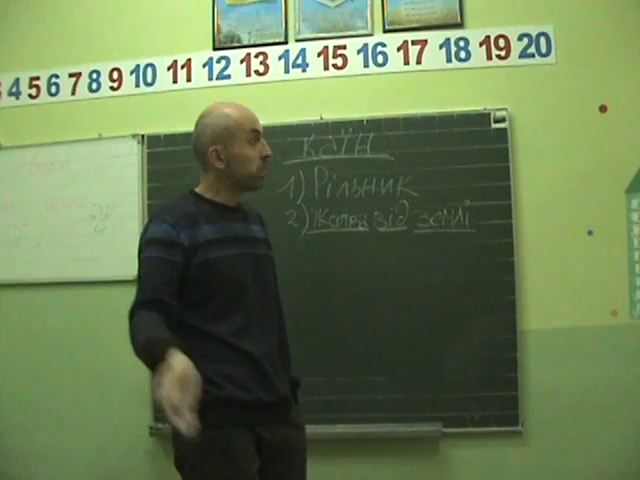 4 5 6 7 8 9 10 11 12 13 14 15 16 17 18 19 20
КАЇН
1) Рільник
2) жертва від землі